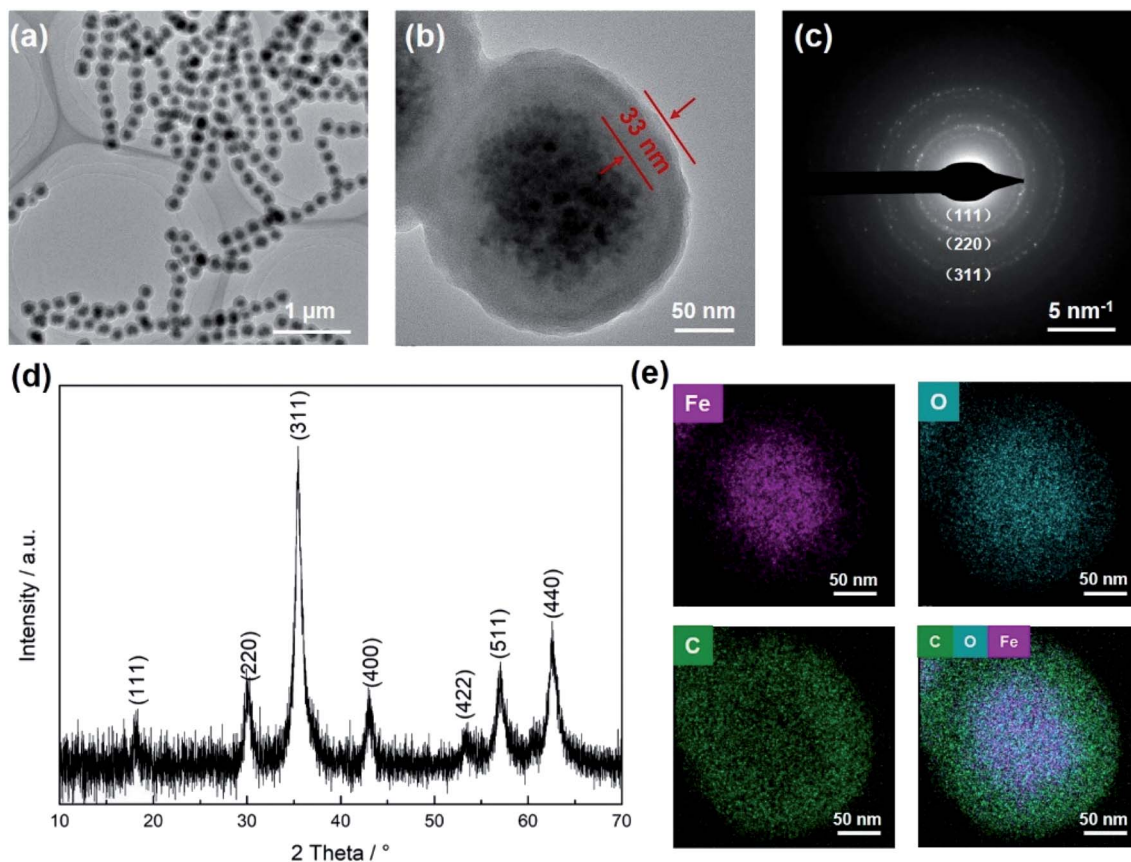 (a)
1 μm
(b)
33 nm
50 nm
(c)
(111)
(220)
(311)
5 nm-1
(d)
Intensity / a.u.
(111)
(220)
(311)
(400)
(422)
(511)
(440)
10 20 30 40 50 60 70
2 Theta / °
(e)
Fe
50 nm
O
50 nm
C
50 nm
C O Fe
50 nm